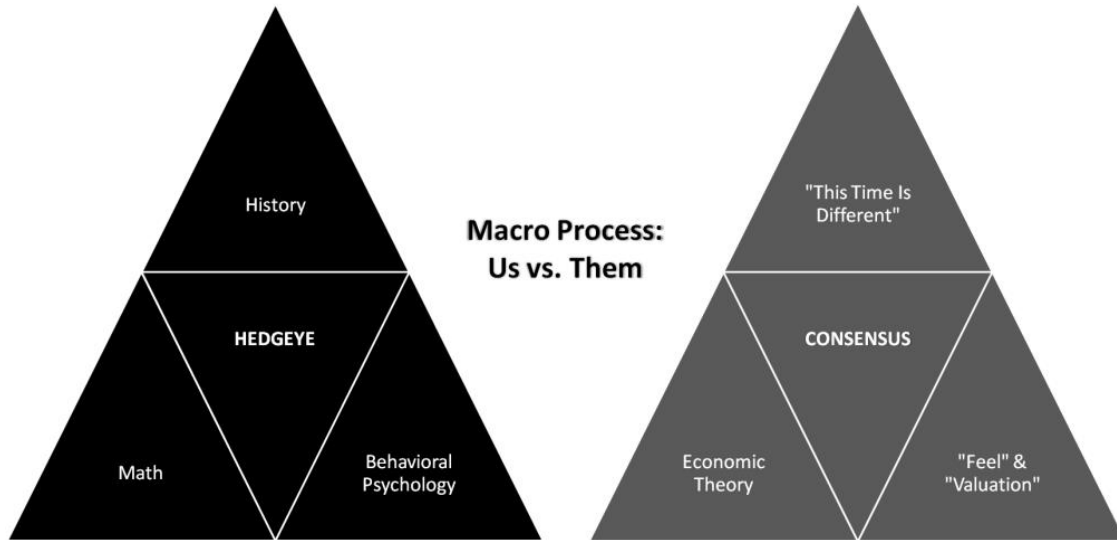 History
HEDGEYE
Math
Behavioral
Psychology
Macro Process:
Us vs. Them
"This Time Is
Different"
CONSENSUS
Economic
Theory
"Feel" &
"Valuation"